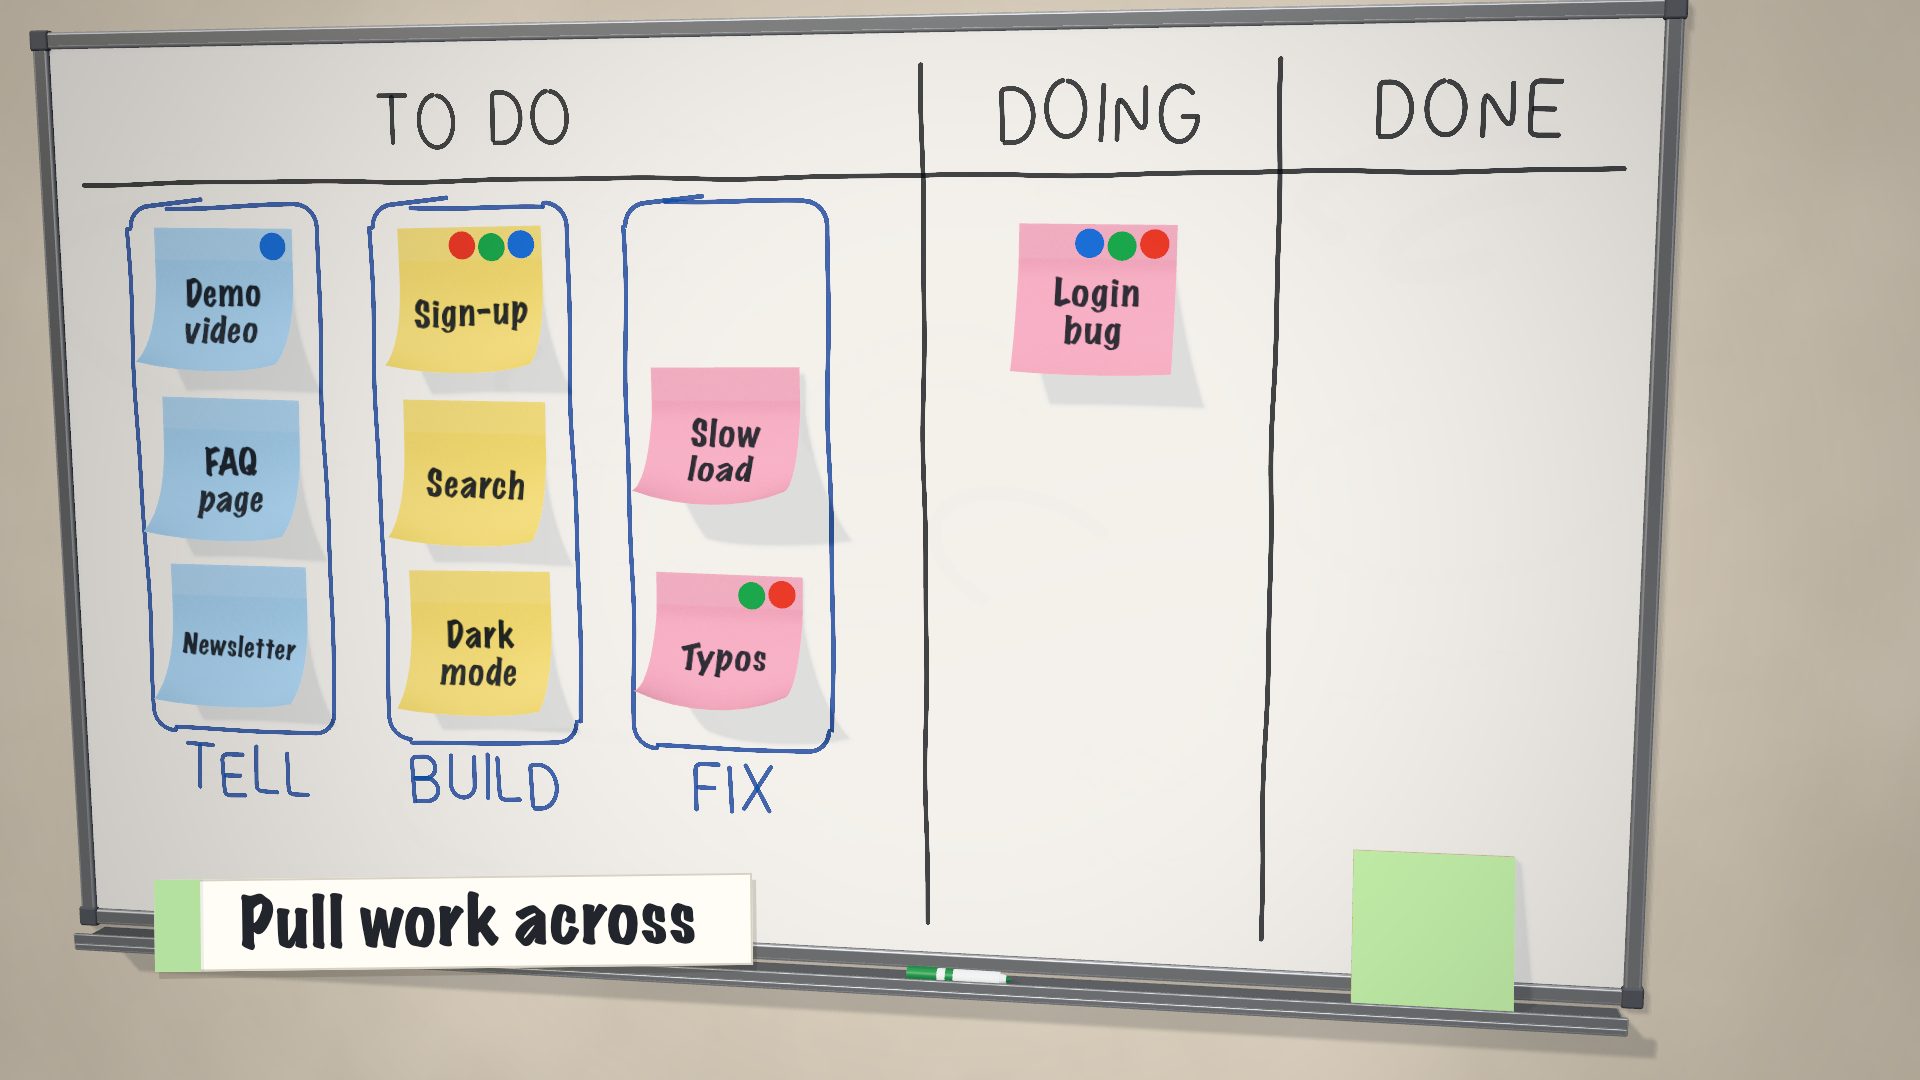 TO DO
DOING
DONE
Demo
video
FAQ
page
Newsletter
TELL
Sign-up
Search
Dark
mode
BUILD
Slow
load
Typos
FIX
Login
bug
Pull work across